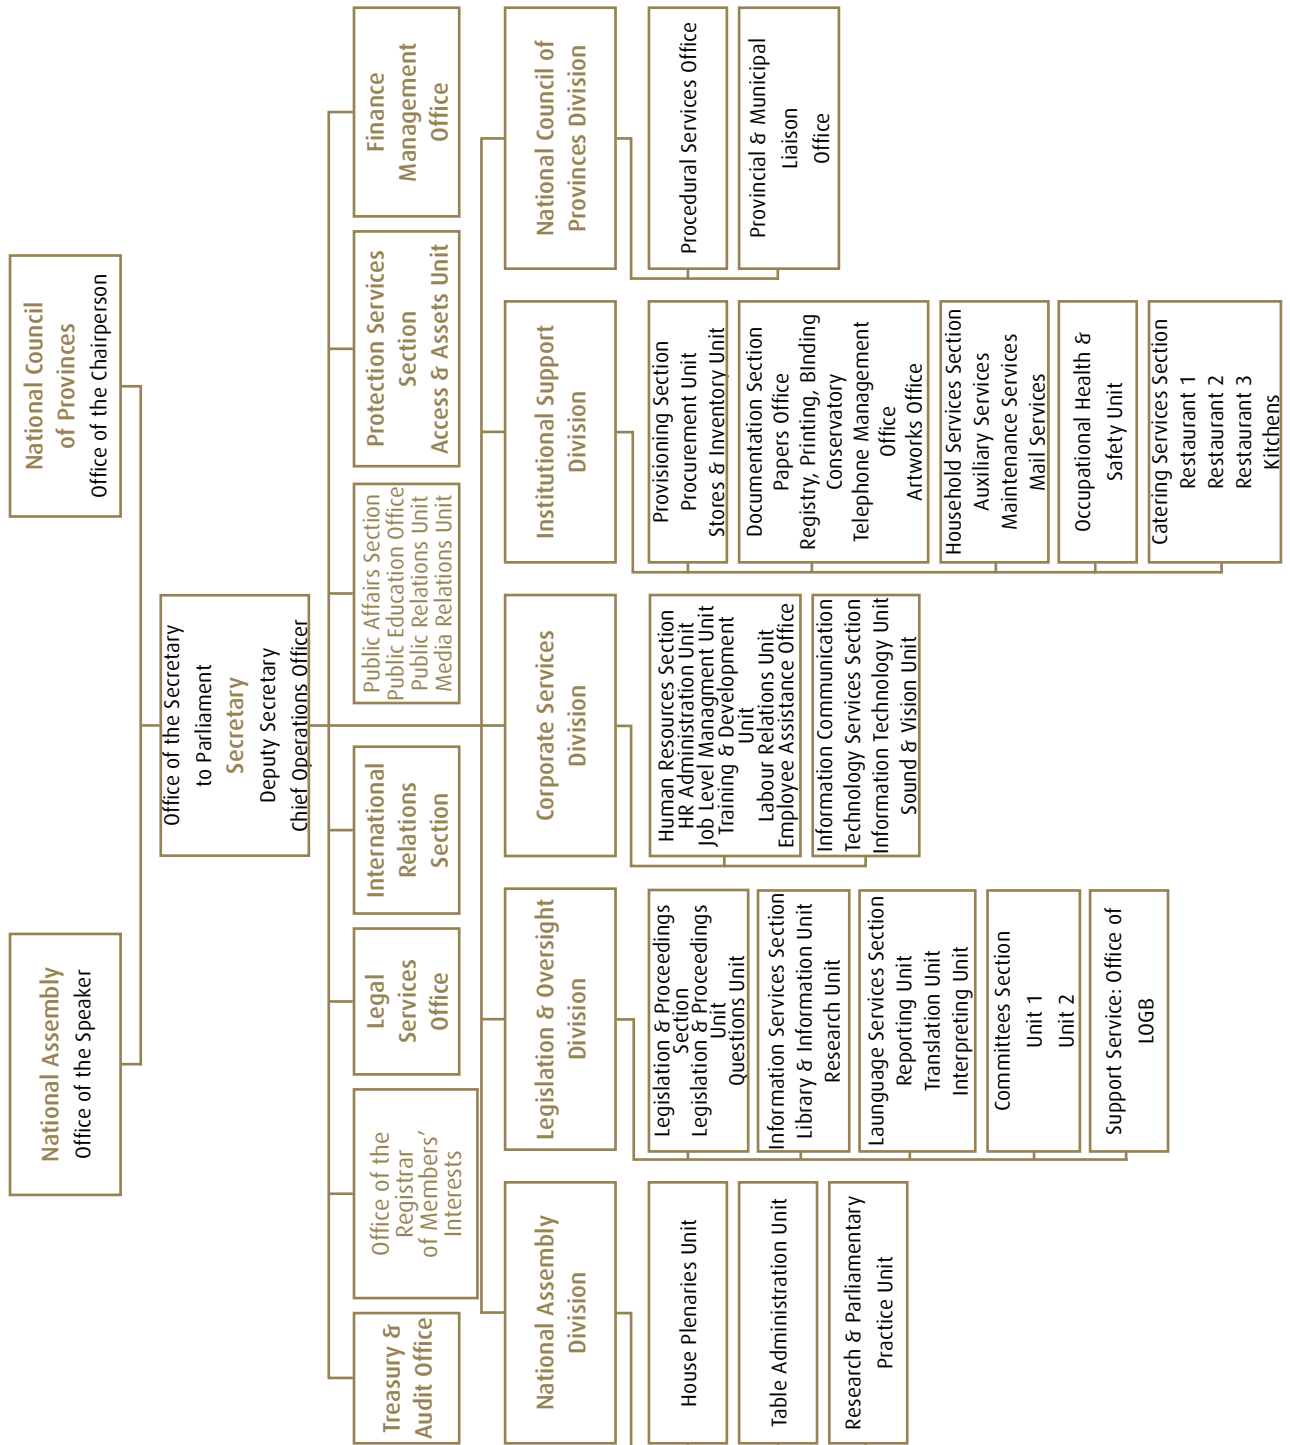 National Assembly
Office of the Speaker
National Council
of Provinces
Office of the Chairperson
Office of the Secretary
to Parliament
Secretary
Deputy Secretary
Chief Operations Officer
Treasury &
Audit Office
Office of the
Registrar
of Members'
Interests
Legal
Services
Office
International
Relations
Section
Public Affairs Section
Public Education Office
Public Relations Unit
Media Relations Unit
Protection Services
Section
Access & Assets Unit
Finance
Management
Office
National Assembly
Division
Legislation & Oversight
Division
Corporate Services
Division
Institutional Support
Division
National Council of
Provinces Division
House Plenaries Unit
Table Administration Unit
Research & Parliamentary
Practice Unit
Legislation & Proceedings
Section
Legislation & Proceedings
Unit
Questions Unit
Information Services Section
Library & Information Unit
Research Unit
Launguage Services Section
Reporting Unit
Translation Unit
Interpreting Unit
Committees Section
Unit 1
Unit 2
Support Service: Office of
LOGB
Human Resources Section
HR Administration Unit
Job Level Managment Unit
Training & Development
Unit
Labour Relations Unit
Employee Assistance Office
Information Communication
Technology Services Section
Information Technology Unit
Sound & Vision Unit
Provisioning Section
Procurement Unit
Stores & Inventory Unit
Documentation Section
Papers Office
Registry, Printing, BInding
Conservatory
Telephone Management
Office
Artworks Office
Household Services Section
Auxiliary Services
Maintenance Services
Mail Services
Occupational Health &
Safety Unit
Catering Services Section
Restaurant 1
Restaurant 2
Restaurant 3
Kitchens
Procedural Services Office
Provincial & Municipal
Liaison
Office